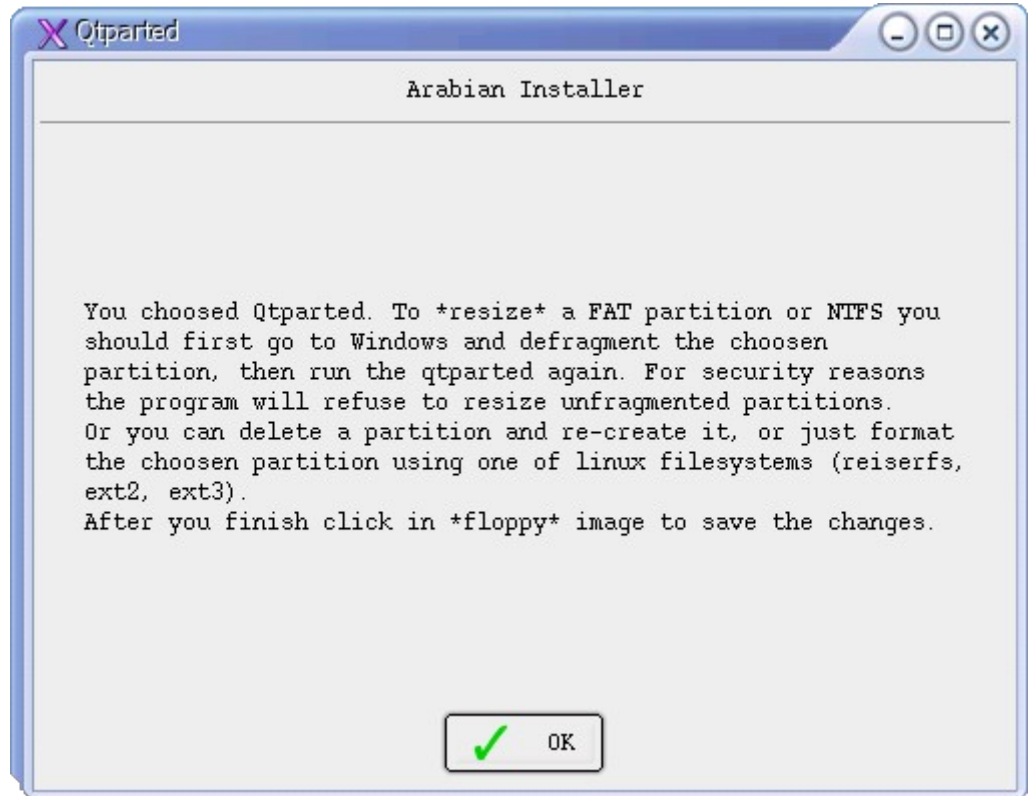 Qtparted
Arabian Installer
You choosed Qtparted. To *resize* a FAT partition or NTFS you
should first go to Windows and defragment the choosen
partition, then run the qtparted again. For security reasons
the program will refuse to resize unfragmented partitions.
Or you can delete a partition and re-create it, or just format
the choosen partition using one of linux filesystems (reiserfs,
ext2, ext3).
After you finish click in *floppy* image to save the changes.
OK